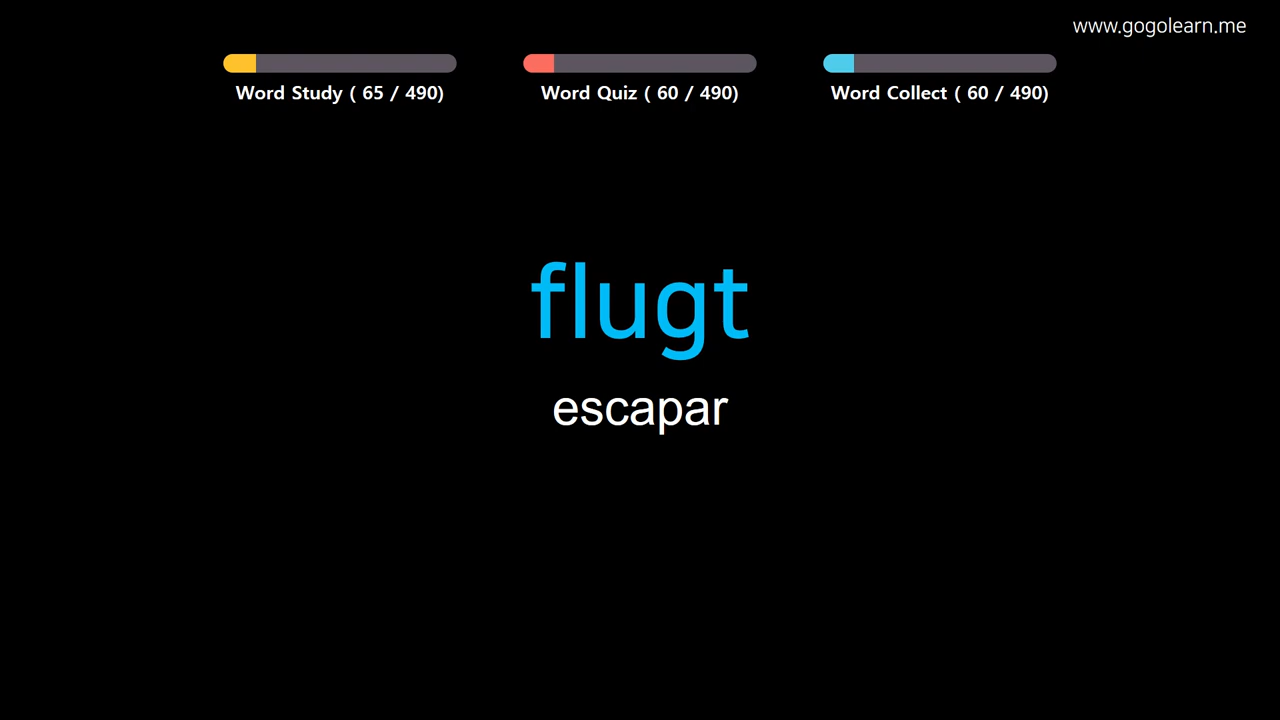 www.gogolearn.me
Word Study ( 65 / 490)
Word Quiz ( 60 / 490)
Word Collect ( 60 / 490)
flugt
escapar